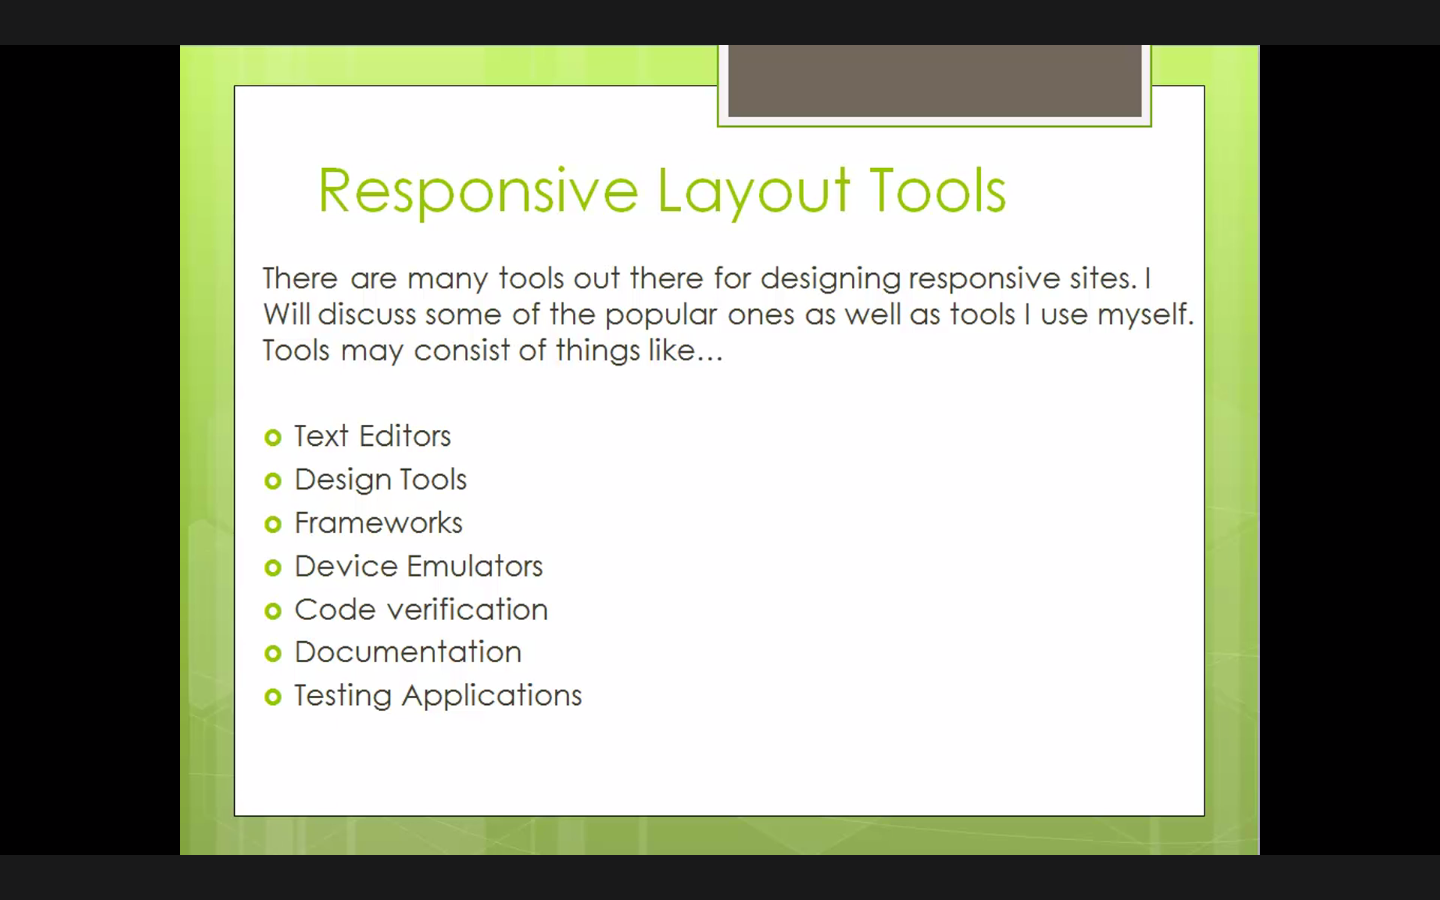 Responsive Layout Tools
There are many tools out there for designing responsive sites. I
Will discuss some of the popular ones as well as tools I use myself.
Tools may consist of things like...
Text Editors
Design Tools
Frameworks
Device Emulators
Code verification
Documentation
Testing Applications